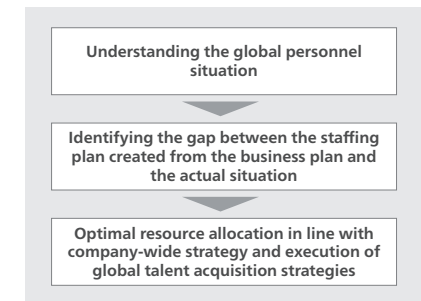 Understanding the global personnel
situation
Identifying the gap between the staffing
plan created from the business plan and
the actual situation
Optimal resource allocation in line with
company-wide strategy and execution of
global talent acquisition strategies